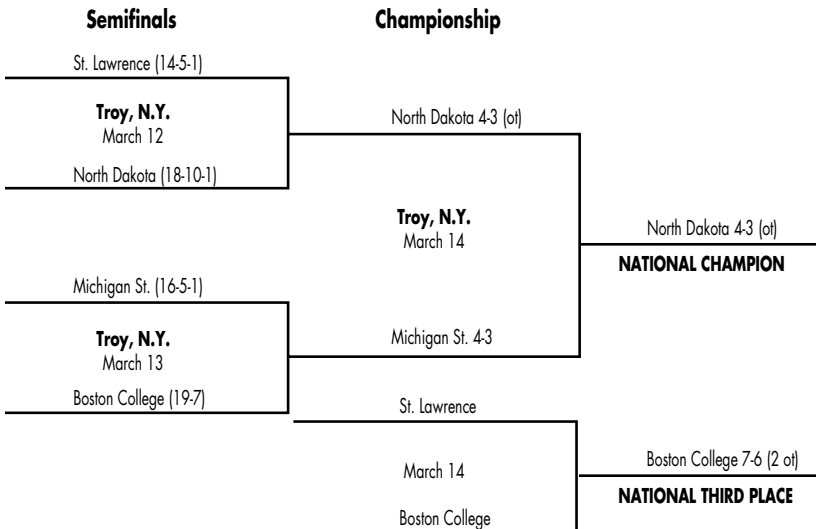 Semifinals
Championship
St. Lawrence (14-5-1)
Troy, N.Y.
March 12
North Dakota (18-10-1)
North Dakota 4-3 (ot)
Troy, N.Y.
March 14
North Dakota 4-3 (ot)
NATIONAL CHAMPION
Michigan St. (16-5-1)
Troy, N.Y.
March 13
Boston College (19-7)
Michigan St. 4-3
St. Lawrence
March 14
Boston College
Boston College 7-6 (2 ot)
NATIONAL THIRD PLACE